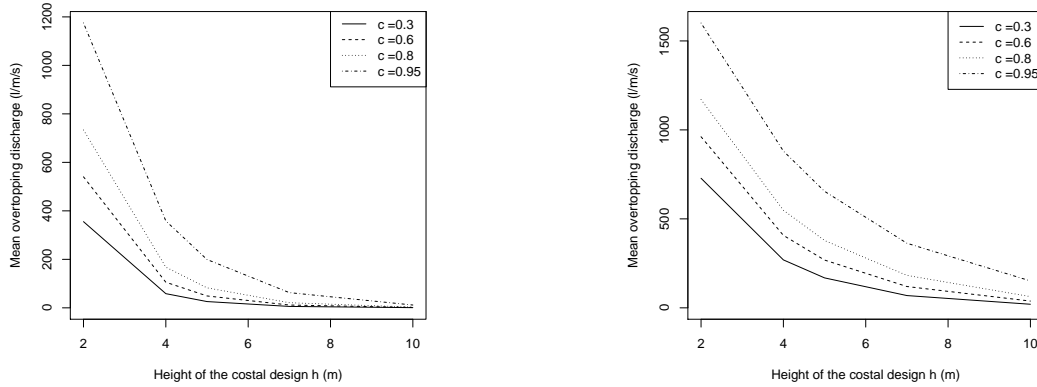 Mean overtopping discharge (l/m/s)
1200
1000
800
600
400
200
0
c =0.3
c =0.6
c =0.8
c =0.95
2
4
6
8
10
Height of the costal design h (m)
Mean overtopping discharge (l/m/s)
1500
1000
500
0
c =0.3
c =0.6
c =0.8
c =0.95
2
4
6
8
10
Height of the costal design h (m)